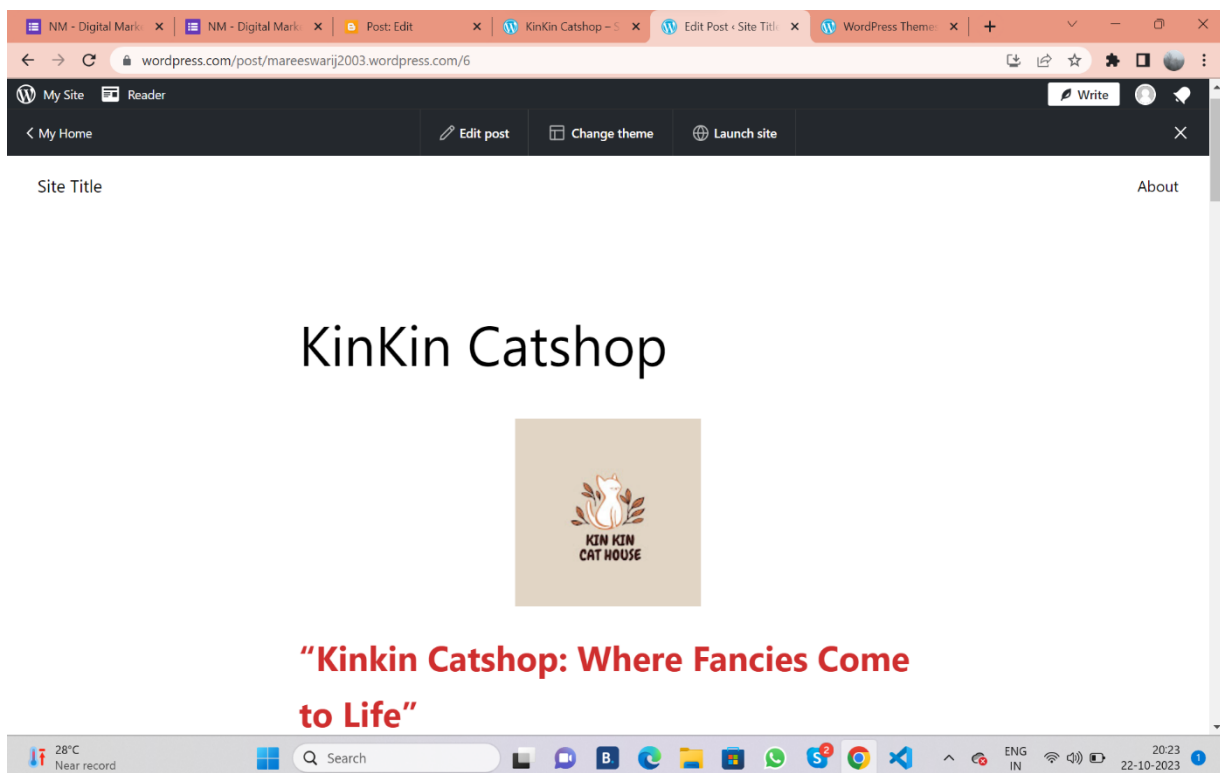 NM - Digital Mark
NM - Digital Mark
Post: Edit
KinKin Catshop – S
Edit Post ‹ Site Titl
WordPress Theme
wordpress.com/post/mareeswarij2003.wordpress.com/6
My Site
Reader
Write
My Home
Edit post
Change theme
Launch site
Site Title
About
KinKin Catshop
KIN KIN
CAT HOUSE
“Kinkin Catshop: Where Fancies Come
to Life”
28°C
Near record
Search
ENG
IN
20:23
22-10-2023